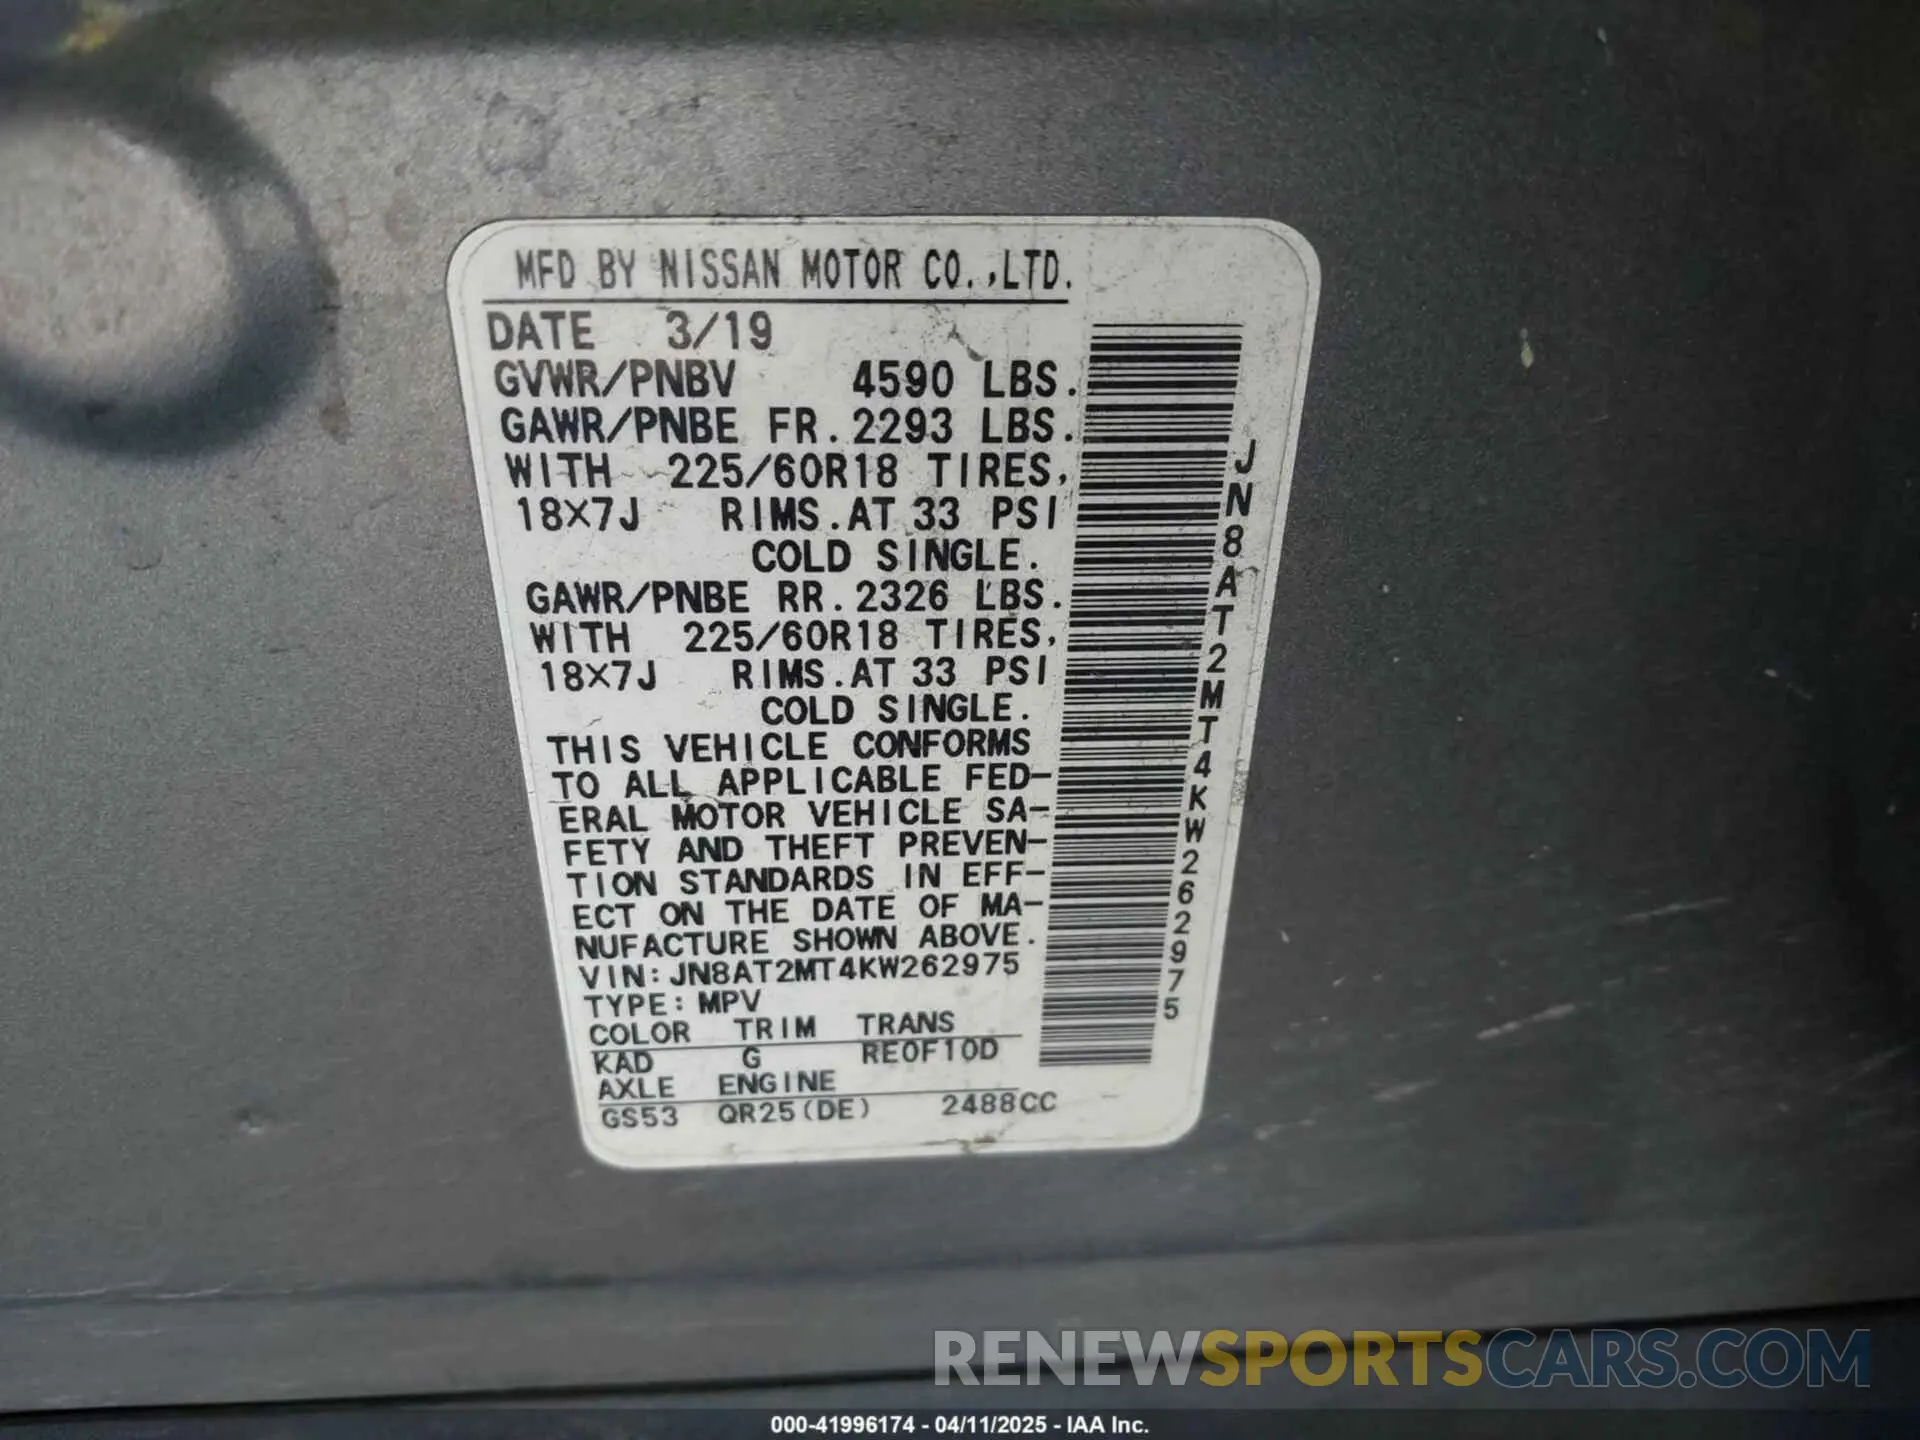 MFD BY NISSAN MOTOR CO.,LTD.
DATE 3/19
GVWR/PNBV 4590 LBS.
GAWR/PNBE FR. 2293 LBS.
WITH 225/60R18 TIRES,
18X7J RIMS. AT 33 PSI
COLD SINGLE.
GAWR/PNBE RR. 2326 LBS.
WITH 225/60R18 TIRES,
18X7J RIMS. AT 33 PSI
COLD SINGLE.
THIS VEHICLE CONFORMS
TO ALL APPLICABLE FED-
ERAL MOTOR VEHICLE SA-
FETY AND THEFT PREVEN-
TION STANDARDS IN EFF-
ECT ON THE DATE OF MA-
NUFACTURE SHOWN ABOVE.
VIN: JN8AT2MT4KW262975
TYPE: MPV
COLOR TRIM TRANS
KAD G RE0F10D
AXLE ENGINE
GS53 QR25(DE) 2488CC
JN8AT2MT4KW262975
RENEWSPORTSCARS.COM
000-41996174 - 04/11/2025 - IAA Inc.